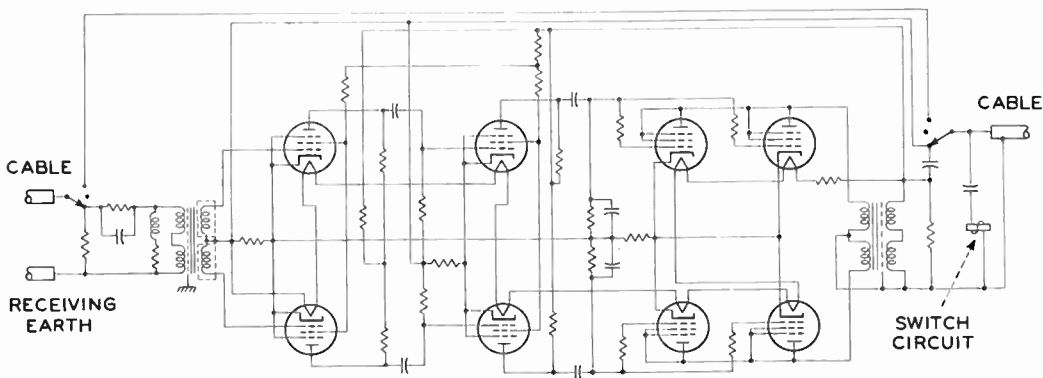 CABLE
CABLE
RECEIVING
EARTH
SWITCH
CIRCUIT